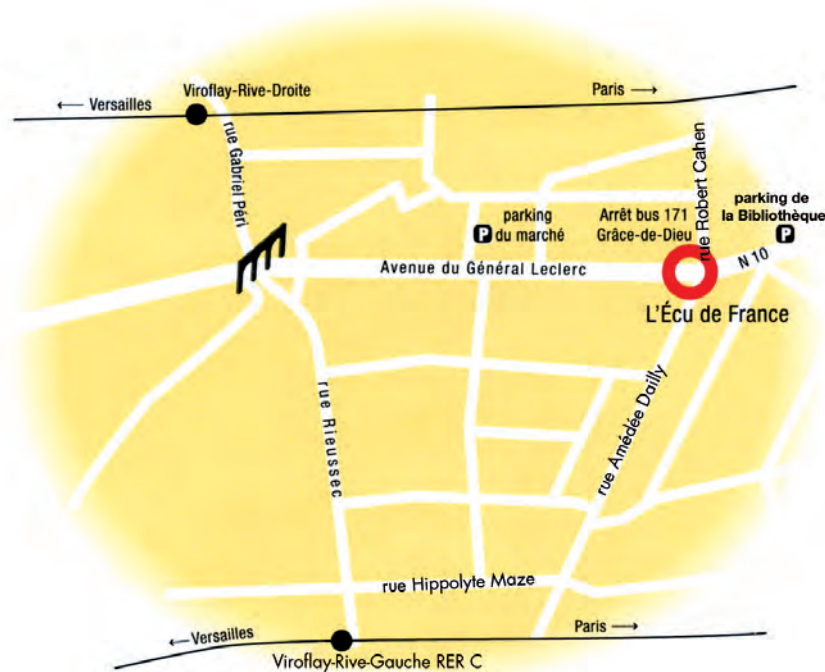 Viroflay-Rive-Droite
← Versailles
Paris →
rue Gabriel Péri
rue Robert Cahen
parking
du marché
P
Arrêt bus 171
Grâce-de-Dieu
parking de
la Bibliothèque
P
N 10
Avenue du Général Leclerc
L'Écu de France
rue Rieussec
rue Amédée Dailly
rue Hippolyte Maze
← Versailles
Paris →
Viroflay-Rive-Gauche RER C